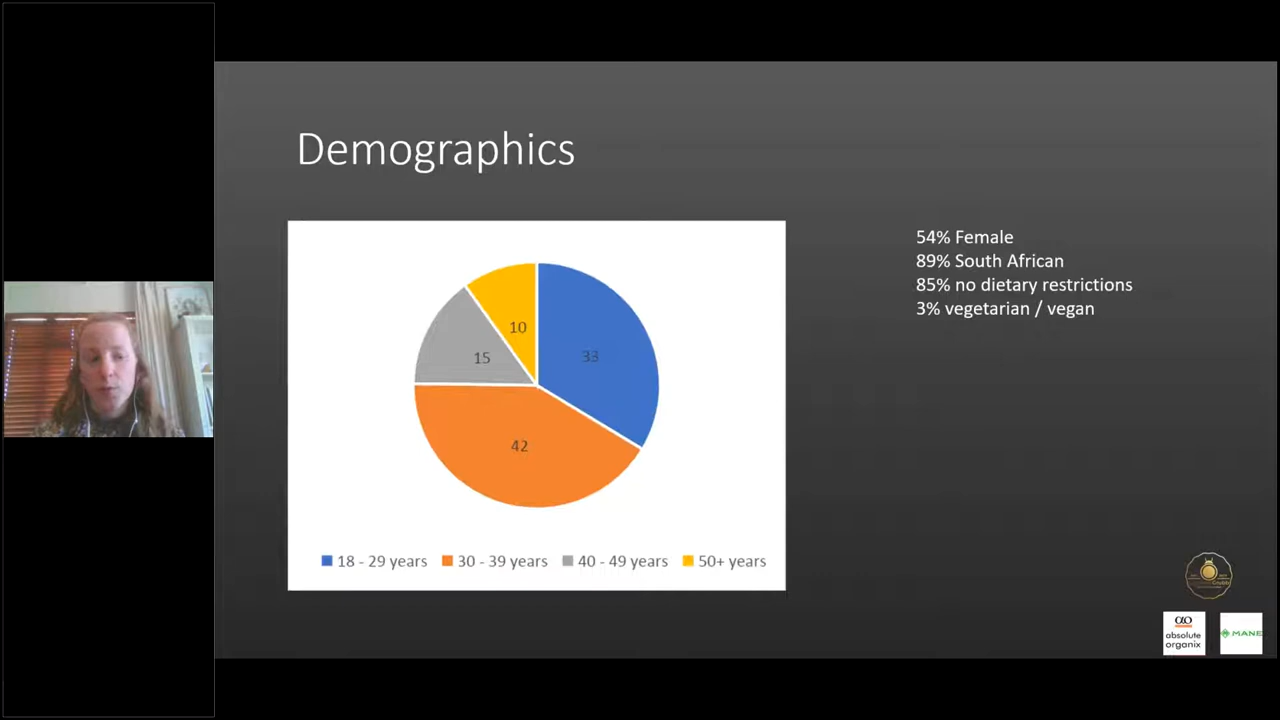 Demographics
54% Female
89% South African
85% no dietary restrictions
3% vegetarian / vegan
10
33
15
42
18 - 29 years
30 - 39 years
40 - 49 years
50+ years
absolute
organix
MANE